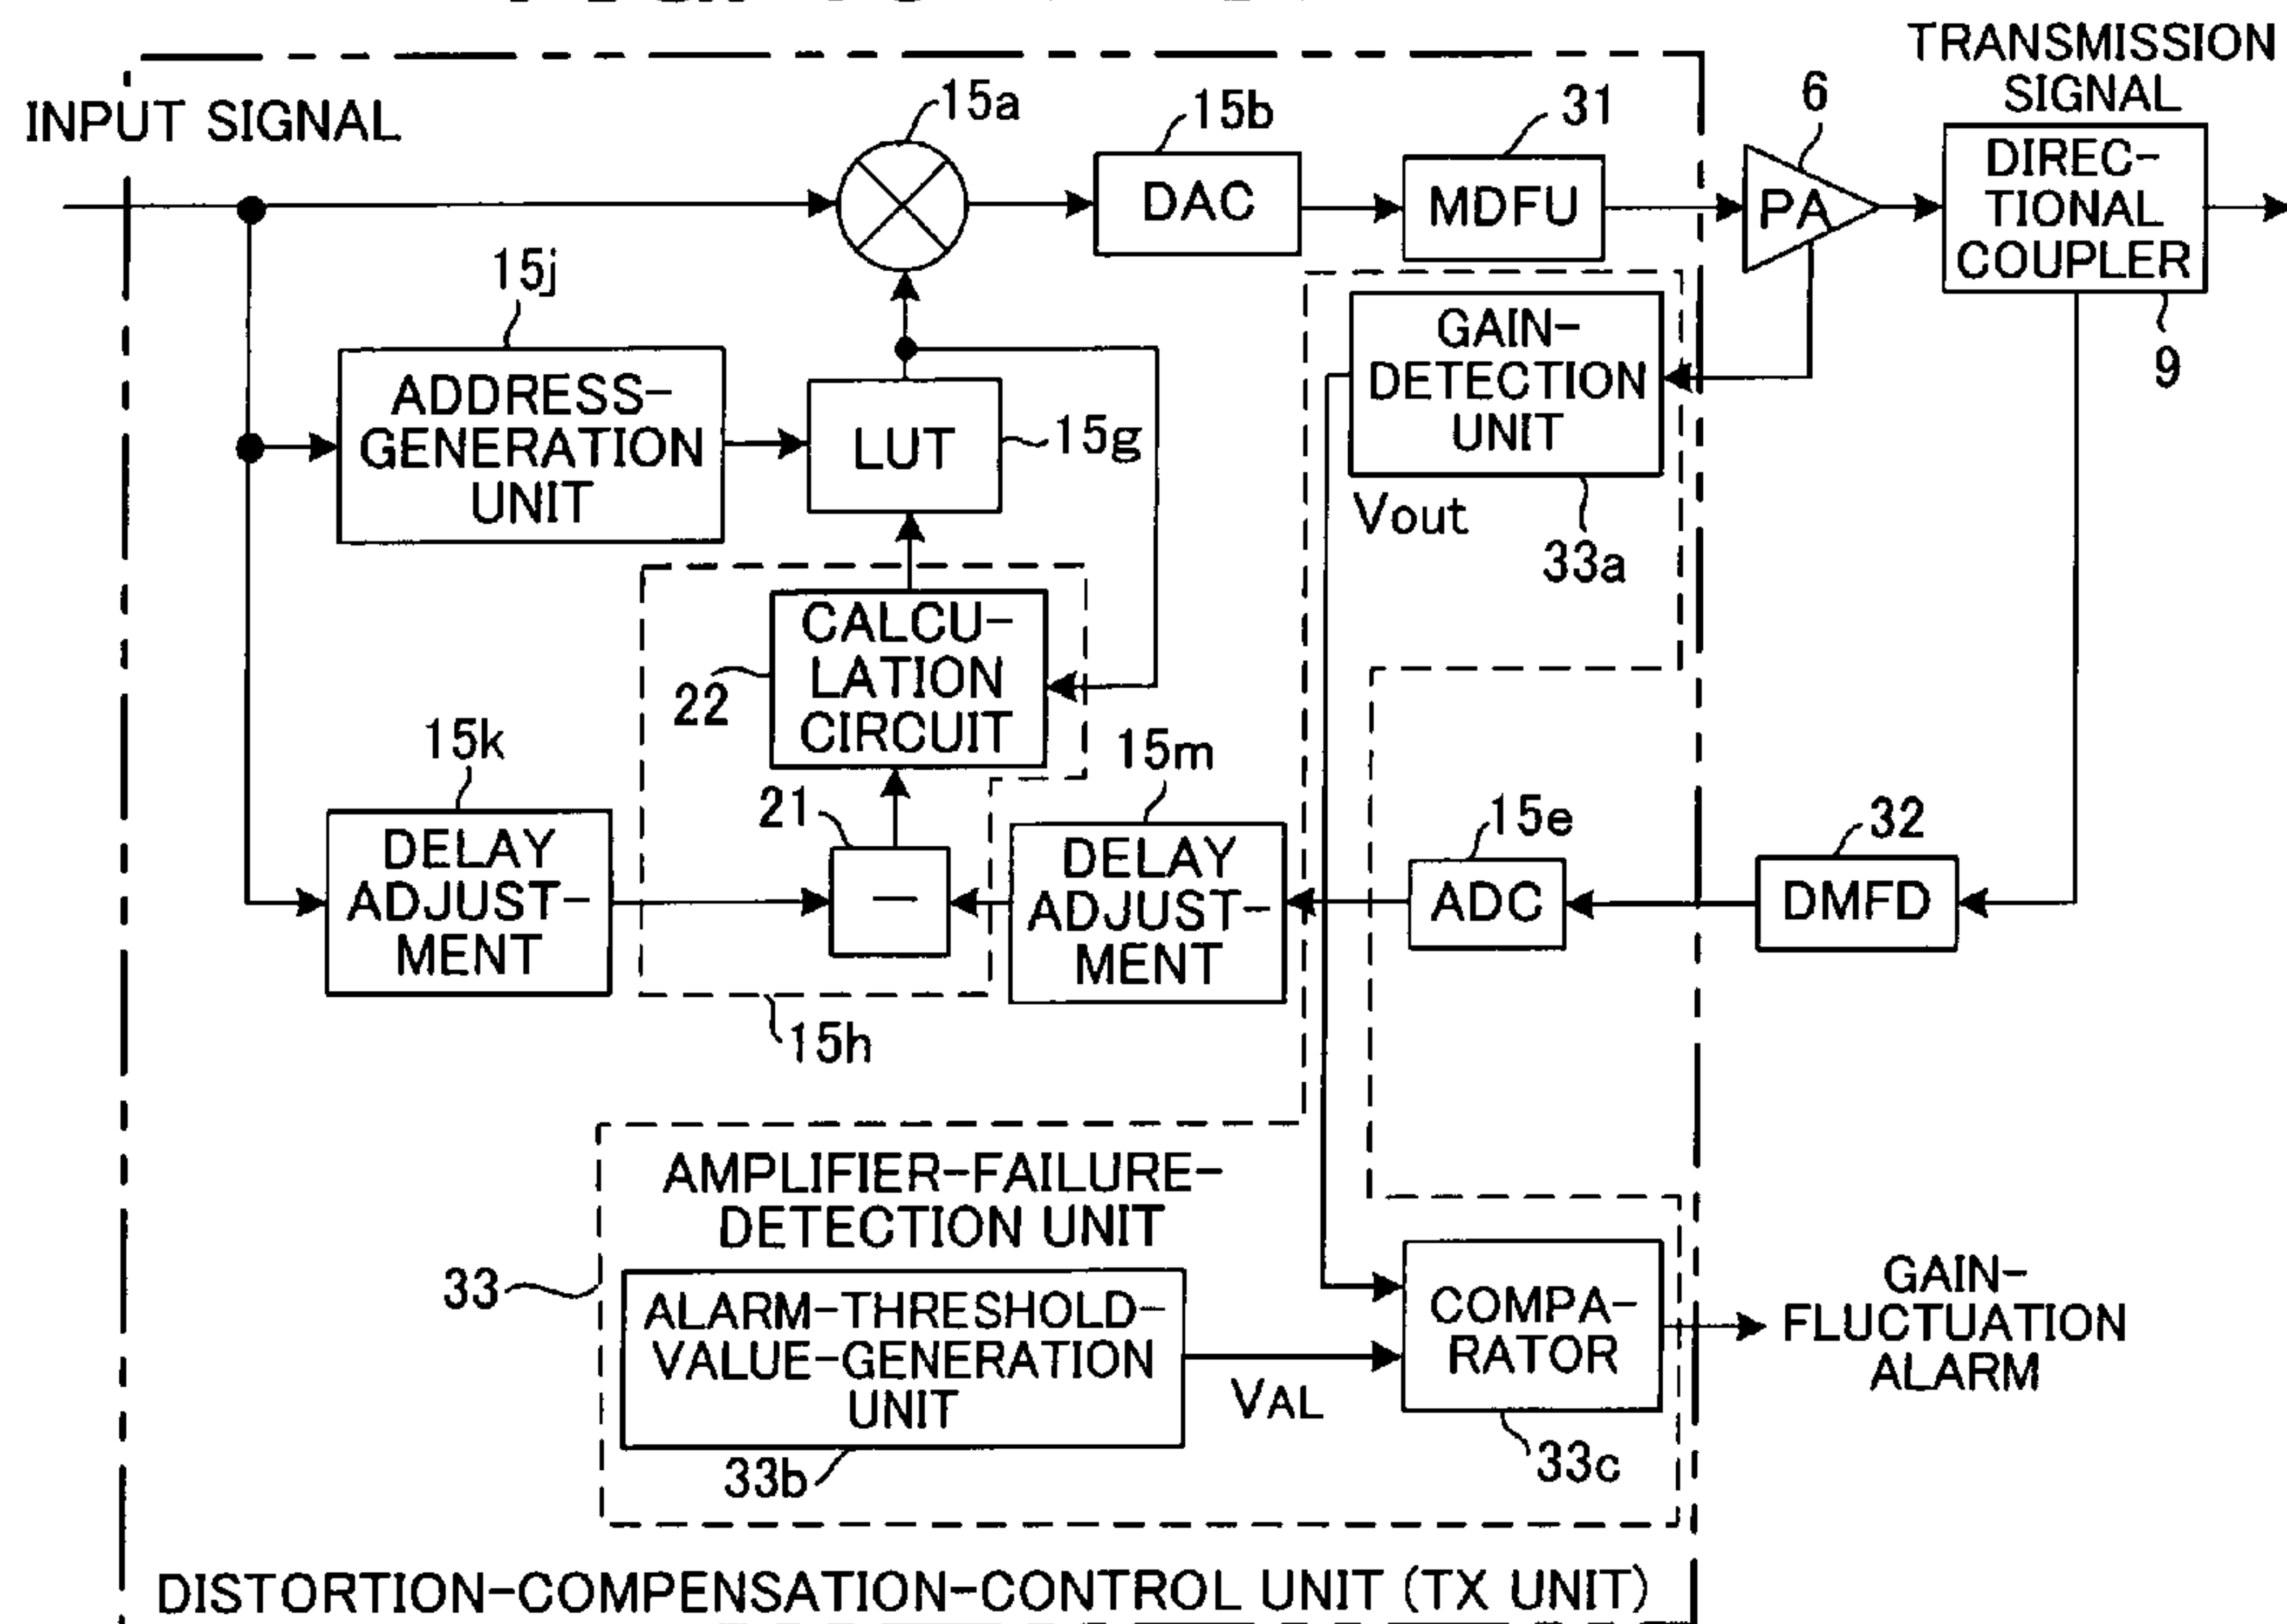 TRANSMISSION
SIGNAL
INPUT SIGNAL
15a
15b
31
6
DAC
MDFU
PA
DIREC-
TIONAL
COUPLER
9
15j
ADDRESS-
GENERATION
UNIT
LUT
15g
GAIN-
DETECTION
UNIT
Vout
33a
CALCU-
LATION
CIRCUIT
22
15k
DELAY
ADJUST-
MENT
21
—
15m
DELAY
ADJUST-
MENT
15e
ADC
32
DMFD
15h
AMPLIFIER-FAILURE-
DETECTION UNIT
33
ALARM-THRESHOLD-
VALUE-GENERATION
UNIT
33b
VAL
COMPA-
RATOR
33c
GAIN-
FLUCTUATION
ALARM
DISTORTION-COMPENSATION-CONTROL UNIT (TX UNIT)